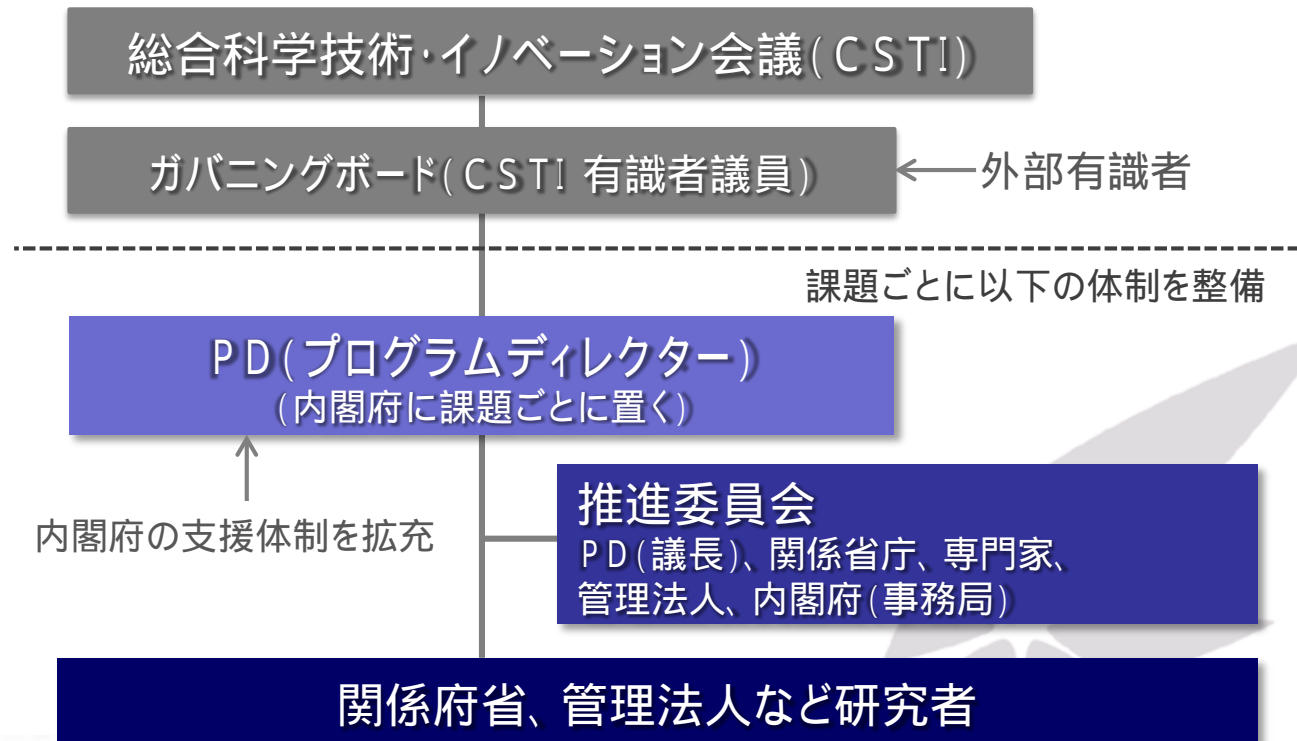 総合科学技術・イノベーション会議(CSTI)
ガバニングボード(CSTI 有識者議員)
外部有識者
課題ごとに以下の体制を整備
PD(プログラムディレクター)
(内閣府に課題ごとに置く)
内閣府の支援体制を拡充
推進委員会
PD(議長)、関係省庁、専門家、
管理法人、内閣府(事務局)
関係府省、管理法人など研究者